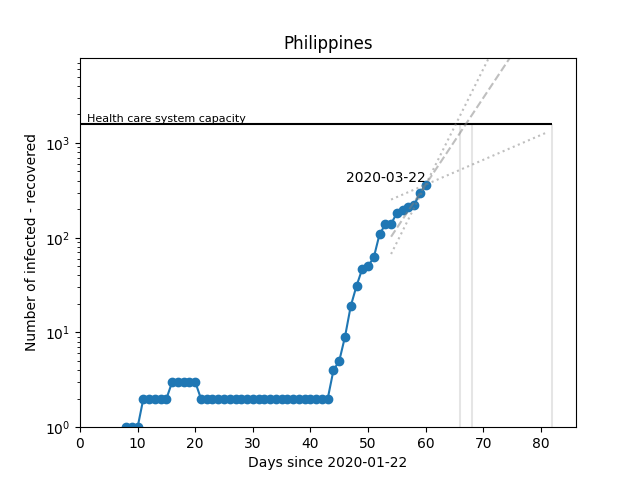 Philippines
Number of infected - recovered
10³
10²
10¹
10⁰
Health care system capacity
2020-03-22
0 10 20 30 40 50 60 70 80
Days since 2020-01-22